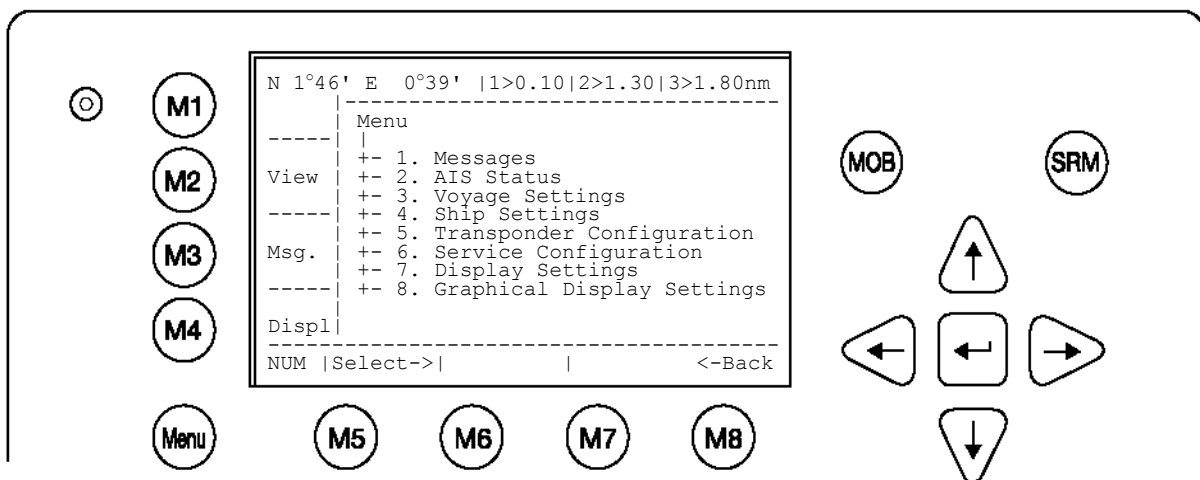 N 1°46' E 0°39' |1>0.10|2>1.30|3>1.80nm
Menu
+- 1. Messages
View +- 2. AIS Status
+- 3. Voyage Settings
+- 4. Ship Settings
+- 5. Transponder Configuration
Msg. +- 6. Service Configuration
+- 7. Display Settings
+- 8. Graphical Display Settings
Displ
NUM |Select->| | <-Back
M1
M2
M3
M4
Menu
M5 M6 M7 M8
MOB SRM